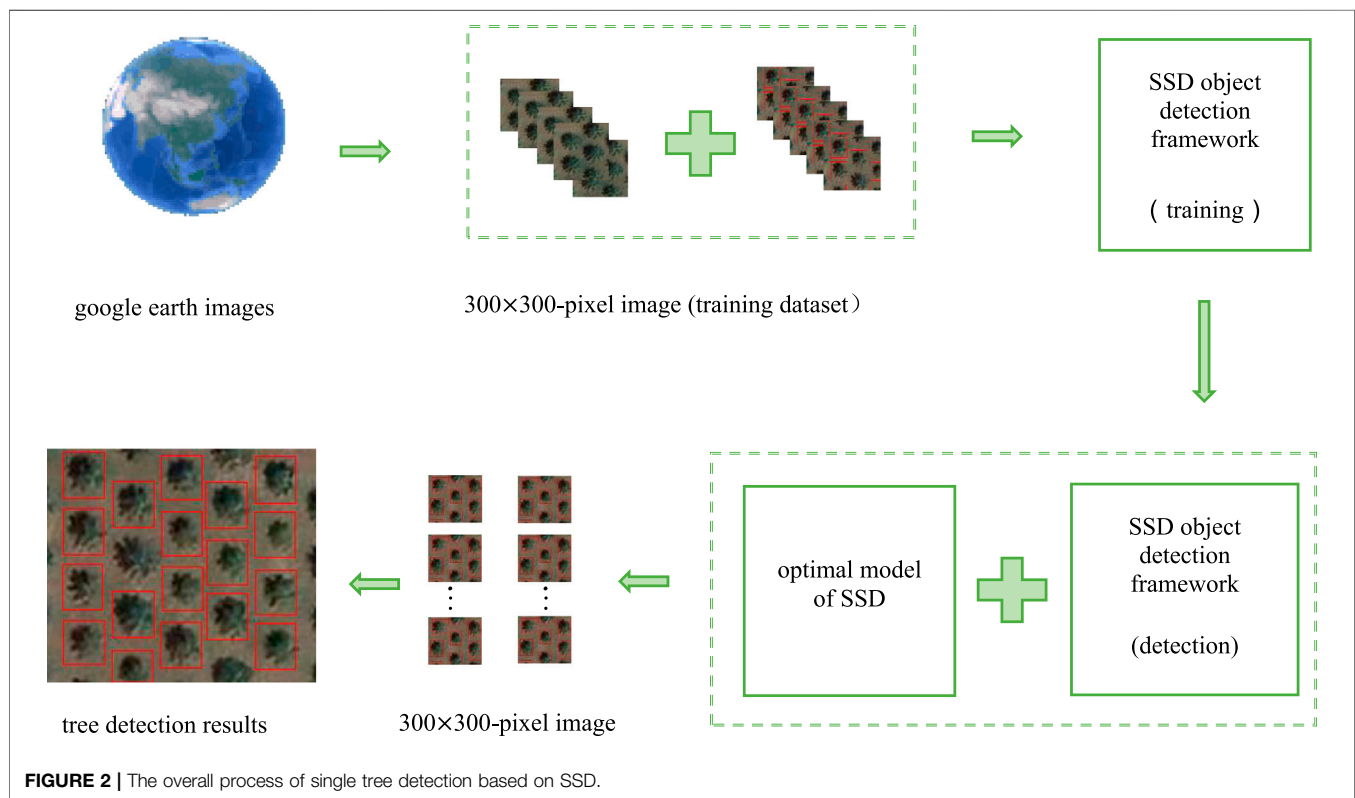 SSD object
detection
framework
( training )
google earth images
300×300-pixel image (training dataset）
optimal model
of SSD
SSD object
detection
framework
(detection)
300×300-pixel image
tree detection results
FIGURE 2 | The overall process of single tree detection based on SSD.